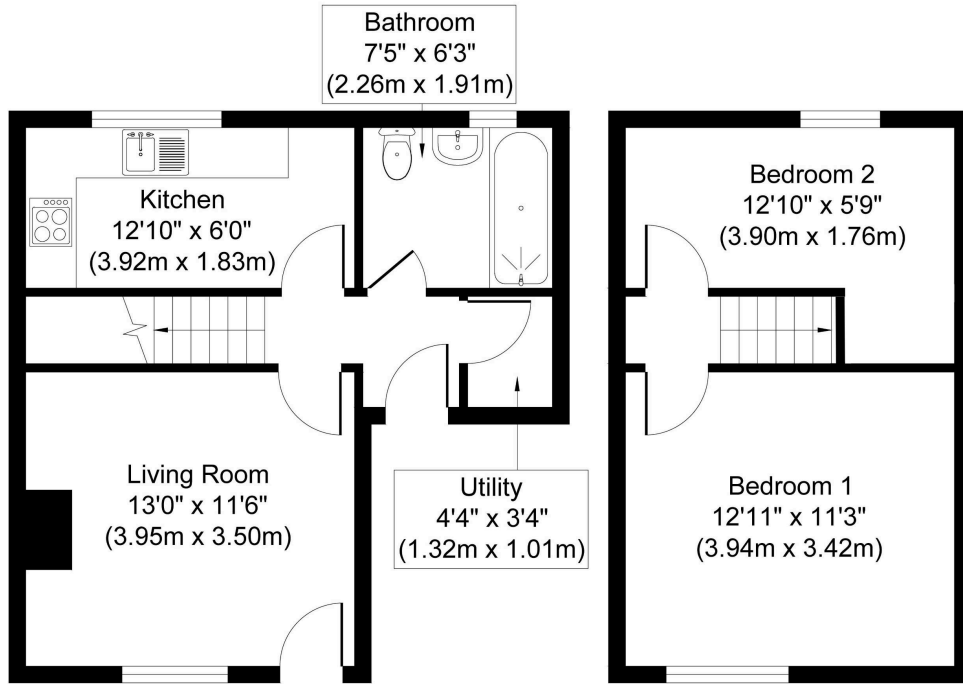 Bathroom
7'5" x 6'3"
(2.26m x 1.91m)
Kitchen
12'10" x 6'0"
(3.92m x 1.83m)
Bedroom 2
12'10" x 5'9"
(3.90m x 1.76m)
Living Room
13'0" x 11'6"
(3.95m x 3.50m)
Utility
4'4" x 3'4"
(1.32m x 1.01m)
Bedroom 1
12'11" x 11'3"
(3.94m x 3.42m)